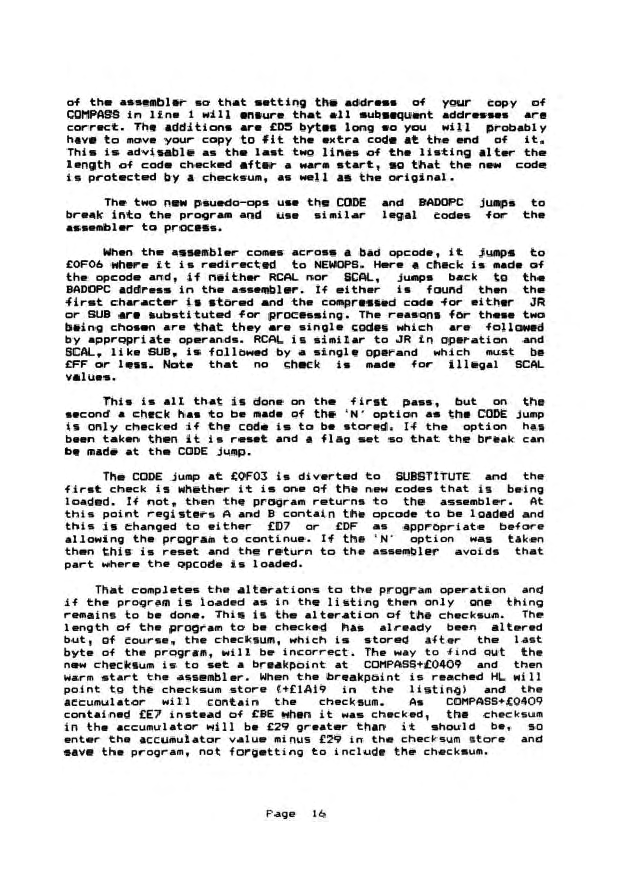 of the assembler so that setting the address of your copy of
COMPASS in line 1 will ensure that all subsequent addresses are
correct. The additions are £D5 bytes long so you will probably
have to move your copy to fit the extra code at the end of it.
This is advisable as the last two lines of the listing alter the
length of code checked after a warm start, so that the new code
is protected by a checksum, as well as the original.
The two new psuedo-ops use the CODE and BADOPC jumps to
break into the program and use similar legal codes for the
assembler to process.
When the assembler comes across a bad opcode, it jumps to
£0F06 where it is redirected to NEWOPS. Here a check is made of
the opcode and, if neither RCAL nor SCAL, jumps back to the
BADOPC address in the assembler. If either is found then the
first character is stored and the compressed code for either JR
or SUB are substituted for processing. The reasons for these two
being chosen are that they are single codes which are followed
by appropriate operands. RCAL is similar to JR in operation and
SCAL, like SUB, is followed by a single operand which must be
£FF or less. Note that no check is made for illegal SCAL
values.
This is all that is done on the first pass, but on the
second a check has to be made of the 'N' option as the CODE jump
is only checked if the code is to be stored. If the option has
been taken then it is reset and a flag set so that the break can
be made at the CODE jump.
The CODE jump at £0F03 is diverted to SUBSTITUTE and the
first check is whether it is one of the new codes that is being
loaded. If not, then the program returns to the assembler. At
this point registers A and B contain the opcode to be loaded and
this is changed to either £D7 or £DF as appropriate before
allowing the program to continue. If the 'N' option was taken
then this is reset and the return to the assembler avoids that
part where the opcode is loaded.
That completes the alterations to the program operation and
if the program is loaded as in the listing then only one thing
remains to be done. This is the alteration of the checksum. The
length of the program to be checked has already been altered
but, of course, the checksum, which is stored after the last
byte of the program, will be incorrect. The way to find out the
new checksum is to set a breakpoint at COMPASS+£0409 and then
warm start the assembler. When the breakpoint is reached HL will
point to the checksum store (+£1A19 in the listing) and the
accumulator will contain the checksum. As COMPASS+£0409
contained £E7 instead of £BE when it was checked, the checksum
in the accumulator will be £29 greater than it should be, so
enter the accumulator value minus £29 in the checksum store and
save the program, not forgetting to include the checksum.
Page 16